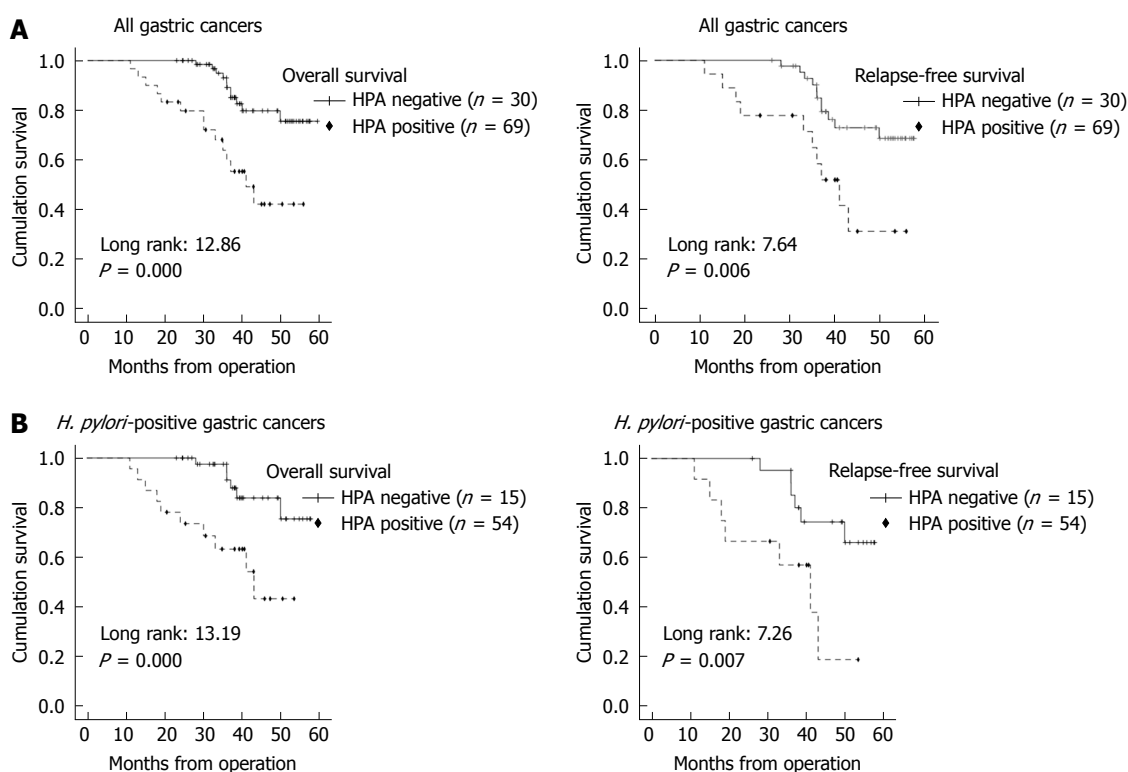 A
All gastric cancers
1.0
0.8
0.6
0.4
0.2
0.0
Cumulation survival
Overall survival
HPA negative (n = 30)
HPA positive (n = 69)
Long rank: 12.86
P = 0.000
0 10 20 30 40 50 60
Months from operation
All gastric cancers
1.0
0.8
0.6
0.4
0.2
0.0
Cumulation survival
Relapse-free survival
HPA negative (n = 30)
HPA positive (n = 69)
Long rank: 7.64
P = 0.006
0 10 20 30 40 50 60
Months from operation
B
H. pylori-positive gastric cancers
1.0
0.8
0.6
0.4
0.2
0.0
Cumulation survival
Overall survival
HPA negative (n = 15)
HPA positive (n = 54)
Long rank: 13.19
P = 0.000
0 10 20 30 40 50 60
Months from operation
H. pylori-positive gastric cancers
1.0
0.8
0.6
0.4
0.2
0.0
Cumulation survival
Relapse-free survival
HPA negative (n = 15)
HPA positive (n = 54)
Long rank: 7.26
P = 0.007
0 10 20 30 40 50 60
Months from operation